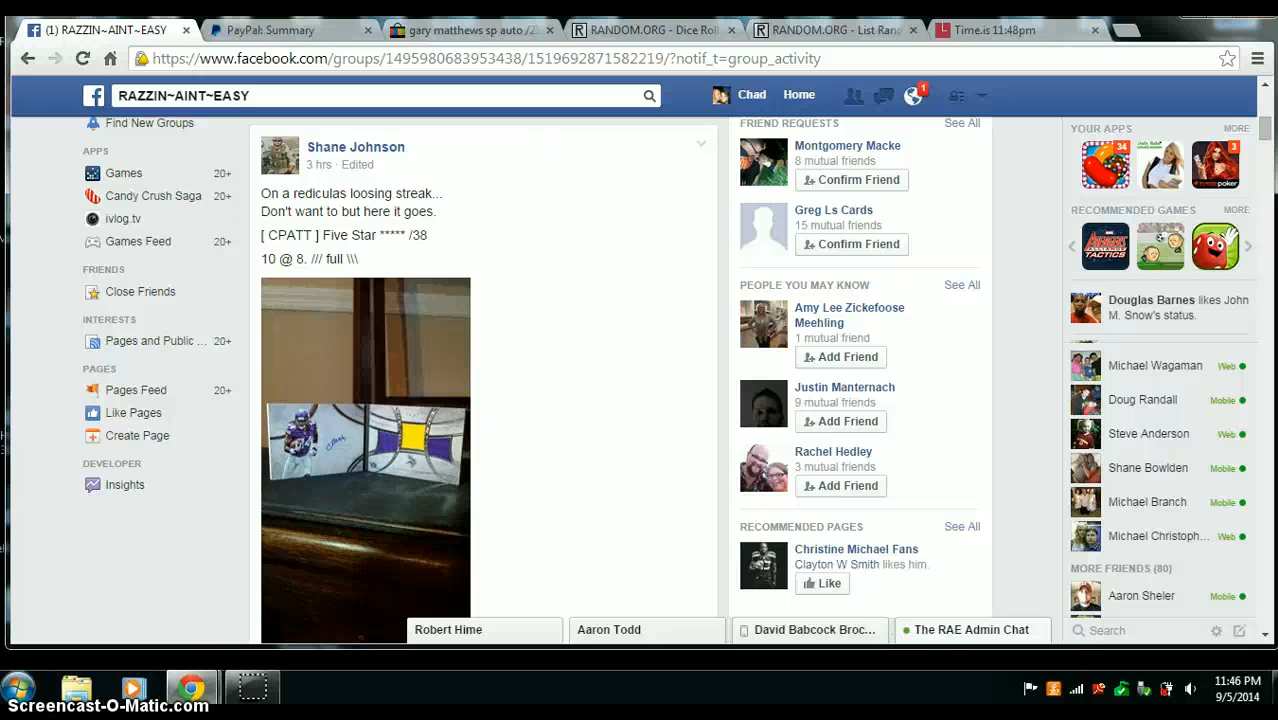 (1) RAZZIN~AINT~EASY
PayPal: Summary
gary matthews sp auto /2
RANDOM.ORG - Dice Roll
RANDOM.ORG - List Rand
Time is 11:48pm
https://www.facebook.com/groups/1495980683953438/1519692871582219/?notif_t=group_activity
RAZZIN~AINT~EASY
Chad
Home
1
Find New Groups
APPS
Games 20+
Candy Crush Saga 20+
ivlog.tv
Games Feed 20+
FRIENDS
Close Friends
INTERESTS
Pages and Public ... 20+
PAGES
Pages Feed 20+
Like Pages
Create Page
DEVELOPER
Insights
Shane Johnson
3 hrs · Edited
On a rediculas loosing streak...
Don't want to but here it goes.
[ CPATT ] Five Star ***** /38
10 @ 8. /// full \\\
FRIEND REQUESTS See All
Montgomery Macke
8 mutual friends
Confirm Friend
Greg Ls Cards
15 mutual friends
Confirm Friend
PEOPLE YOU MAY KNOW See All
Amy Lee Zickefoose
Meehling
1 mutual friend
Add Friend
Justin Manternach
9 mutual friends
Add Friend
Rachel Hedley
3 mutual friends
Add Friend
RECOMMENDED PAGES See All
Christine Michael Fans
Clayton W Smith likes him.
Like
YOUR APPS MORE
34
3
poker
RECOMMENDED GAMES MORE
AVENGERS
TACTICS
Douglas Barnes likes John
M. Snow's status.
Michael Wagaman Web
Doug Randall Mobile
Steve Anderson Web
Shane Bowlden Mobile
Michael Branch Mobile
Michael Christoph... Web
MORE FRIENDS (80)
Aaron Sheler Mobile
Search
Robert Hime
Aaron Todd
David Babcock Broc...
The RAE Admin Chat
11:46 PM
9/5/2014
Screencast-O-Matic.com